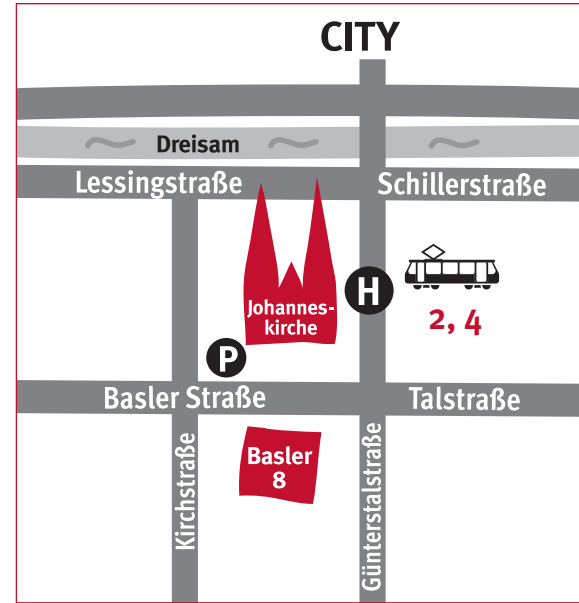 CITY
Dreisam
Lessingstraße
Schillerstraße
Johannes-
kirche
H
2, 4
P
Basler Straße
Talstraße
Basler
8
Kirchstraße
Günterstalstraße